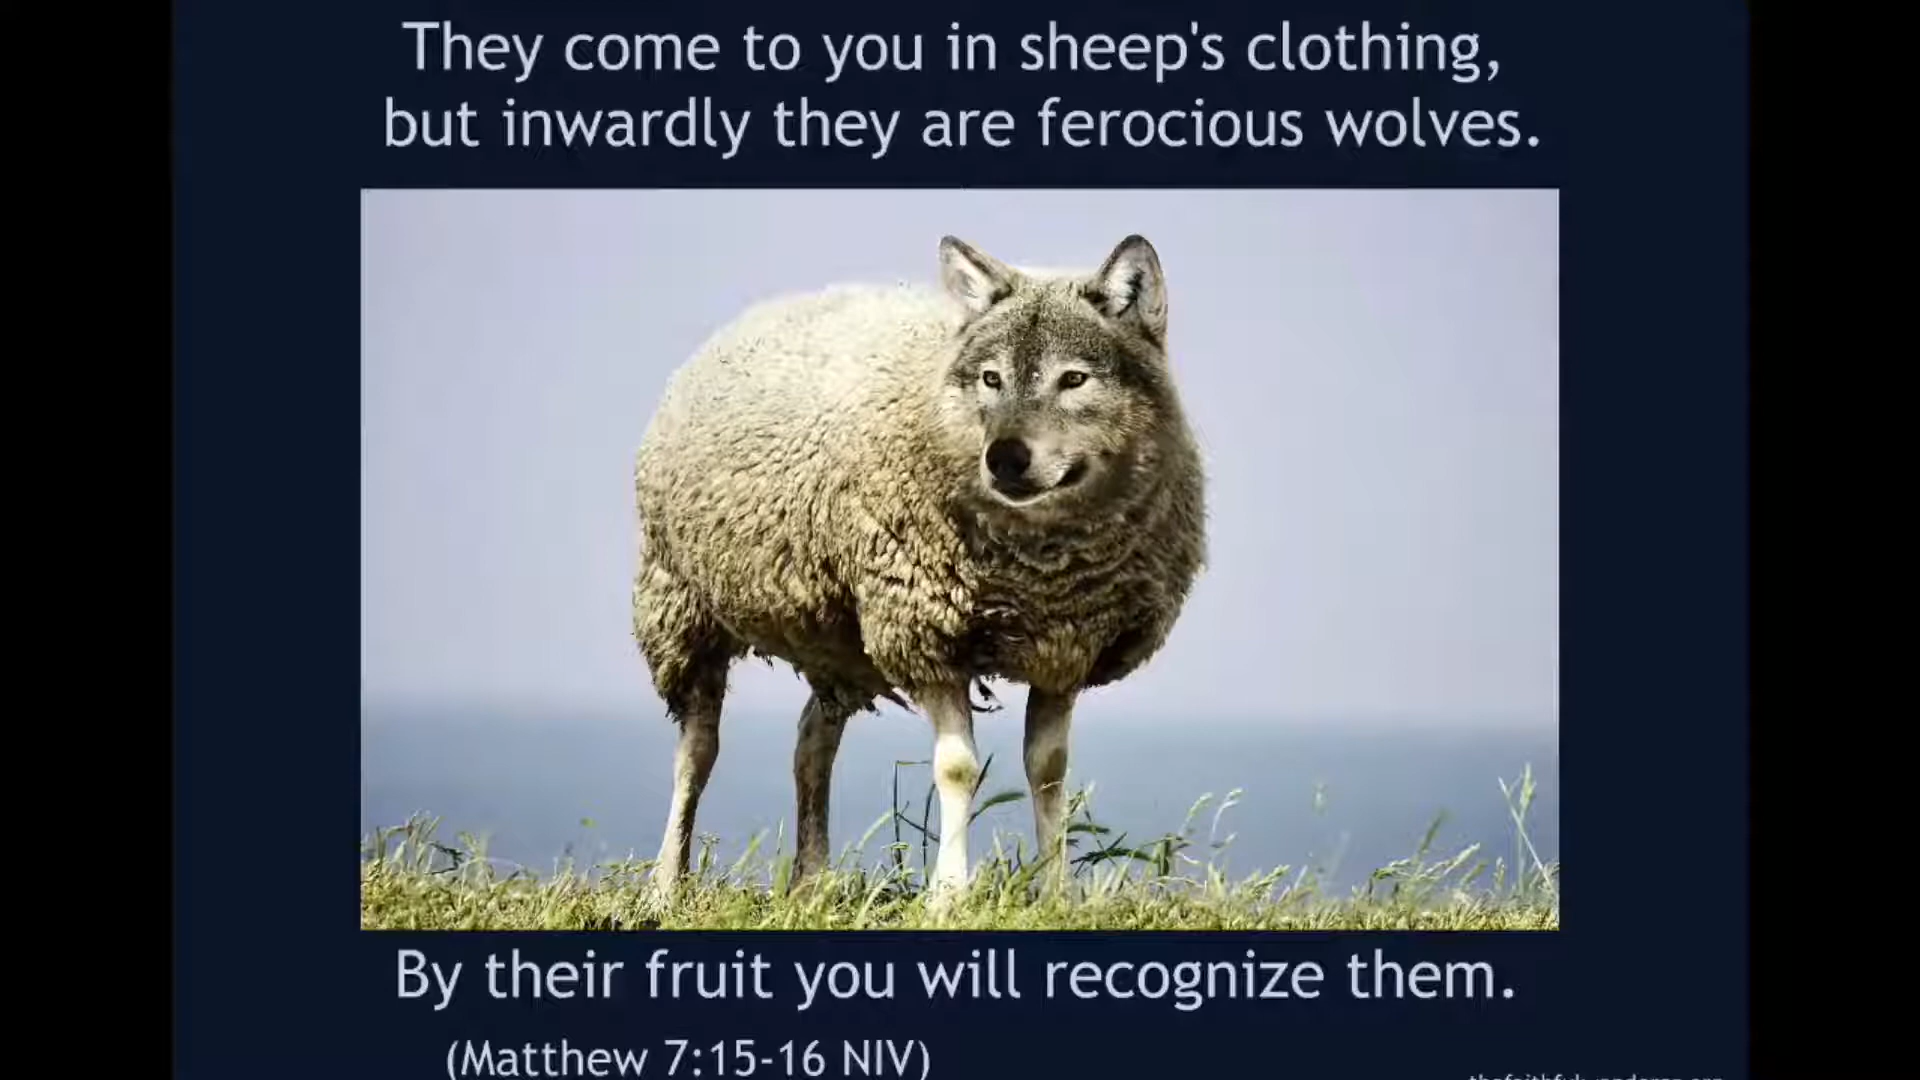 They come to you in sheep's clothing,
but inwardly they are ferocious wolves.
By their fruit you will recognize them.
(Matthew 7:15-16 NIV)